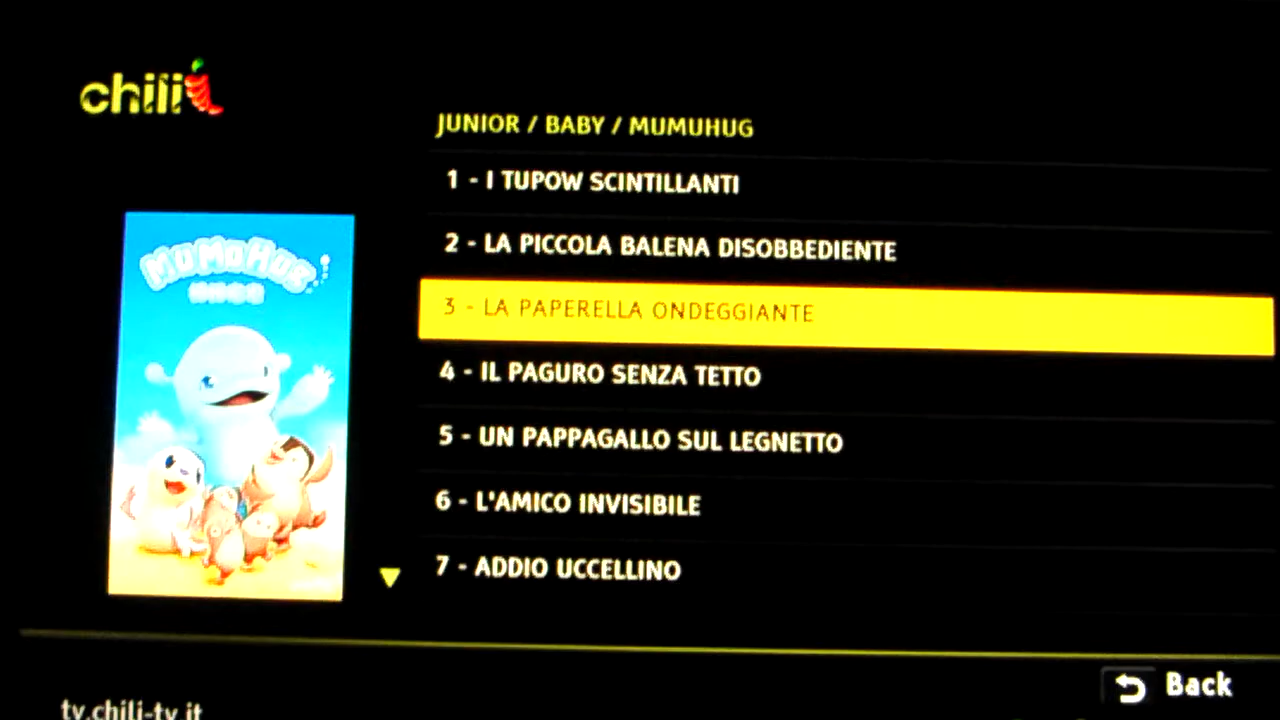 chili
JUNIOR / BABY / MUMUHUG
1 - I TUPOW SCINTILLANTI
2 - LA PICCOLA BALENA DISOBBEDIENTE
3 - LA PAPERELLA ONDEGGIANTE
4 - IL PAGURO SENZA TETTO
5 - UN PAPPAGALLO SUL LEGNETTO
6 - L'AMICO INVISIBILE
7 - ADDIO UCCELLINO
MUMUHUG
Back
tv.chili-tv.it